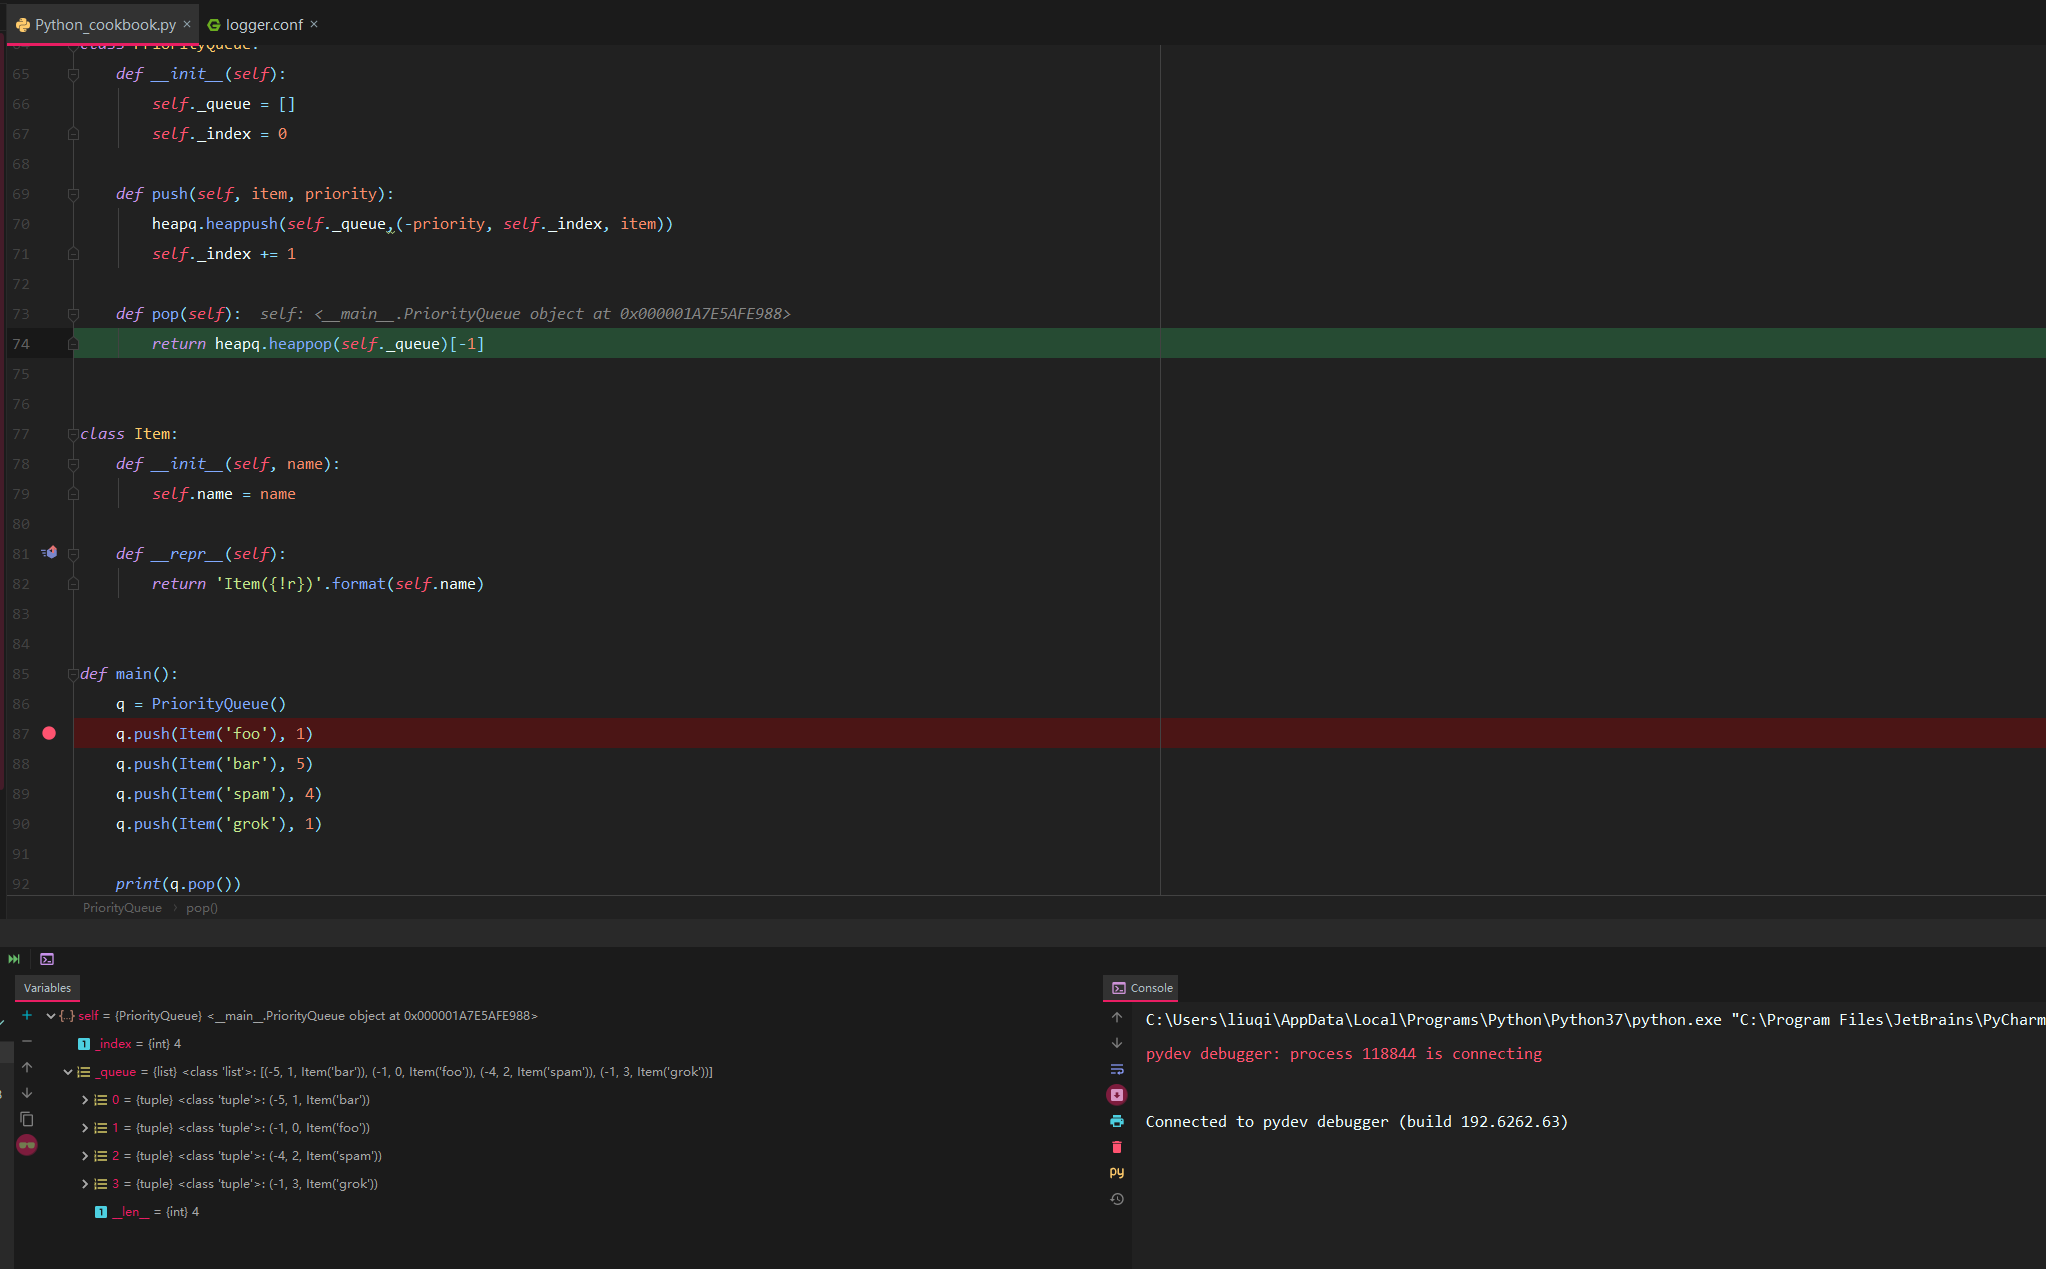 Python_cookbook.py × logger.conf ×
64 class PriorityQueue:
65 def __init__(self):
66 self._queue = []
67 self._index = 0
68
69 def push(self, item, priority):
70 heapq.heappush(self._queue,(-priority, self._index, item))
71 self._index += 1
72
73 def pop(self): self: <__main__.PriorityQueue object at 0x000001A7E5AFE988>
74 return heapq.heappop(self._queue)[-1]
75
76
77 class Item:
78 def __init__(self, name):
79 self.name = name
80
81 def __repr__(self):
82 return 'Item({!r})'.format(self.name)
83
84
85 def main():
86 q = PriorityQueue()
87 q.push(Item('foo'), 1)
88 q.push(Item('bar'), 5)
89 q.push(Item('spam'), 4)
90 q.push(Item('grok'), 1)
91
92 print(q.pop())
PriorityQueue › pop()
Variables
self = {PriorityQueue} <__main__.PriorityQueue object at 0x000001A7E5AFE988>
_index = {int} 4
_queue = {list} <class 'list'>: [(-5, 1, Item('bar')), (-1, 0, Item('foo')), (-4, 2, Item('spam')), (-1, 3, Item('grok'))]
0 = {tuple} <class 'tuple'>: (-5, 1, Item('bar'))
1 = {tuple} <class 'tuple'>: (-1, 0, Item('foo'))
2 = {tuple} <class 'tuple'>: (-4, 2, Item('spam'))
3 = {tuple} <class 'tuple'>: (-1, 3, Item('grok'))
__len__ = {int} 4
Console
C:\Users\liuqi\AppData\Local\Programs\Python\Python37\python.exe "C:\Program Files\JetBrains\PyCharm
pydev debugger: process 118844 is connecting
Connected to pydev debugger (build 192.6262.63)
py